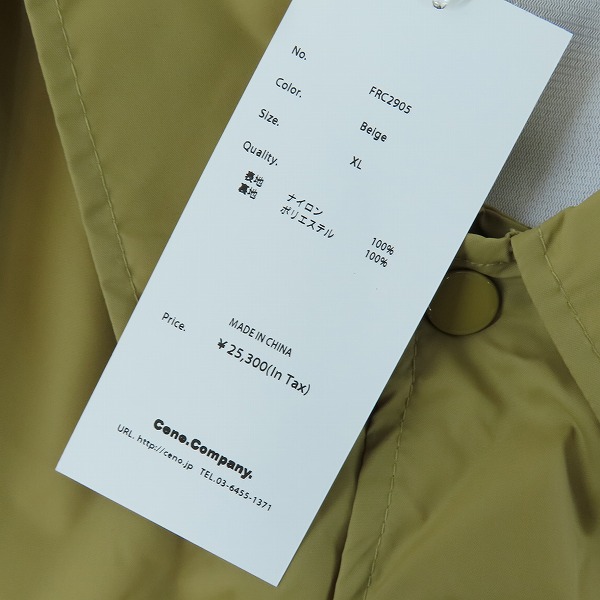 No. FRC2905
Color. Beige
Size. XL
Quality.
表地 ナイロン 100%
裏地 ポリエステル 100%
MADE IN CHINA
Price. ¥25,300(In Tax)
Ceno.Company.
URL. http://ceno.jp TEL.03-6455-1371